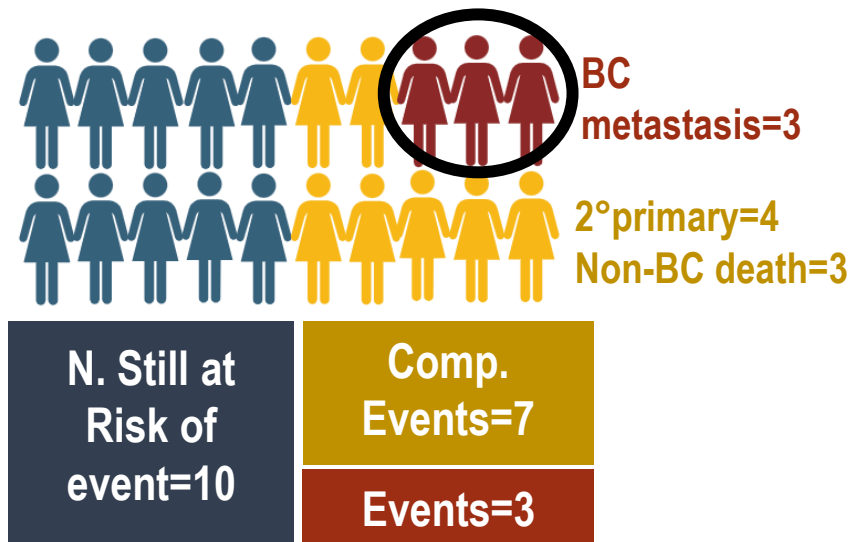 BC
metastasis=3
2°primary=4
Non-BC death=3
N. Still at
Risk of
event=10
Comp.
Events=7
Events=3